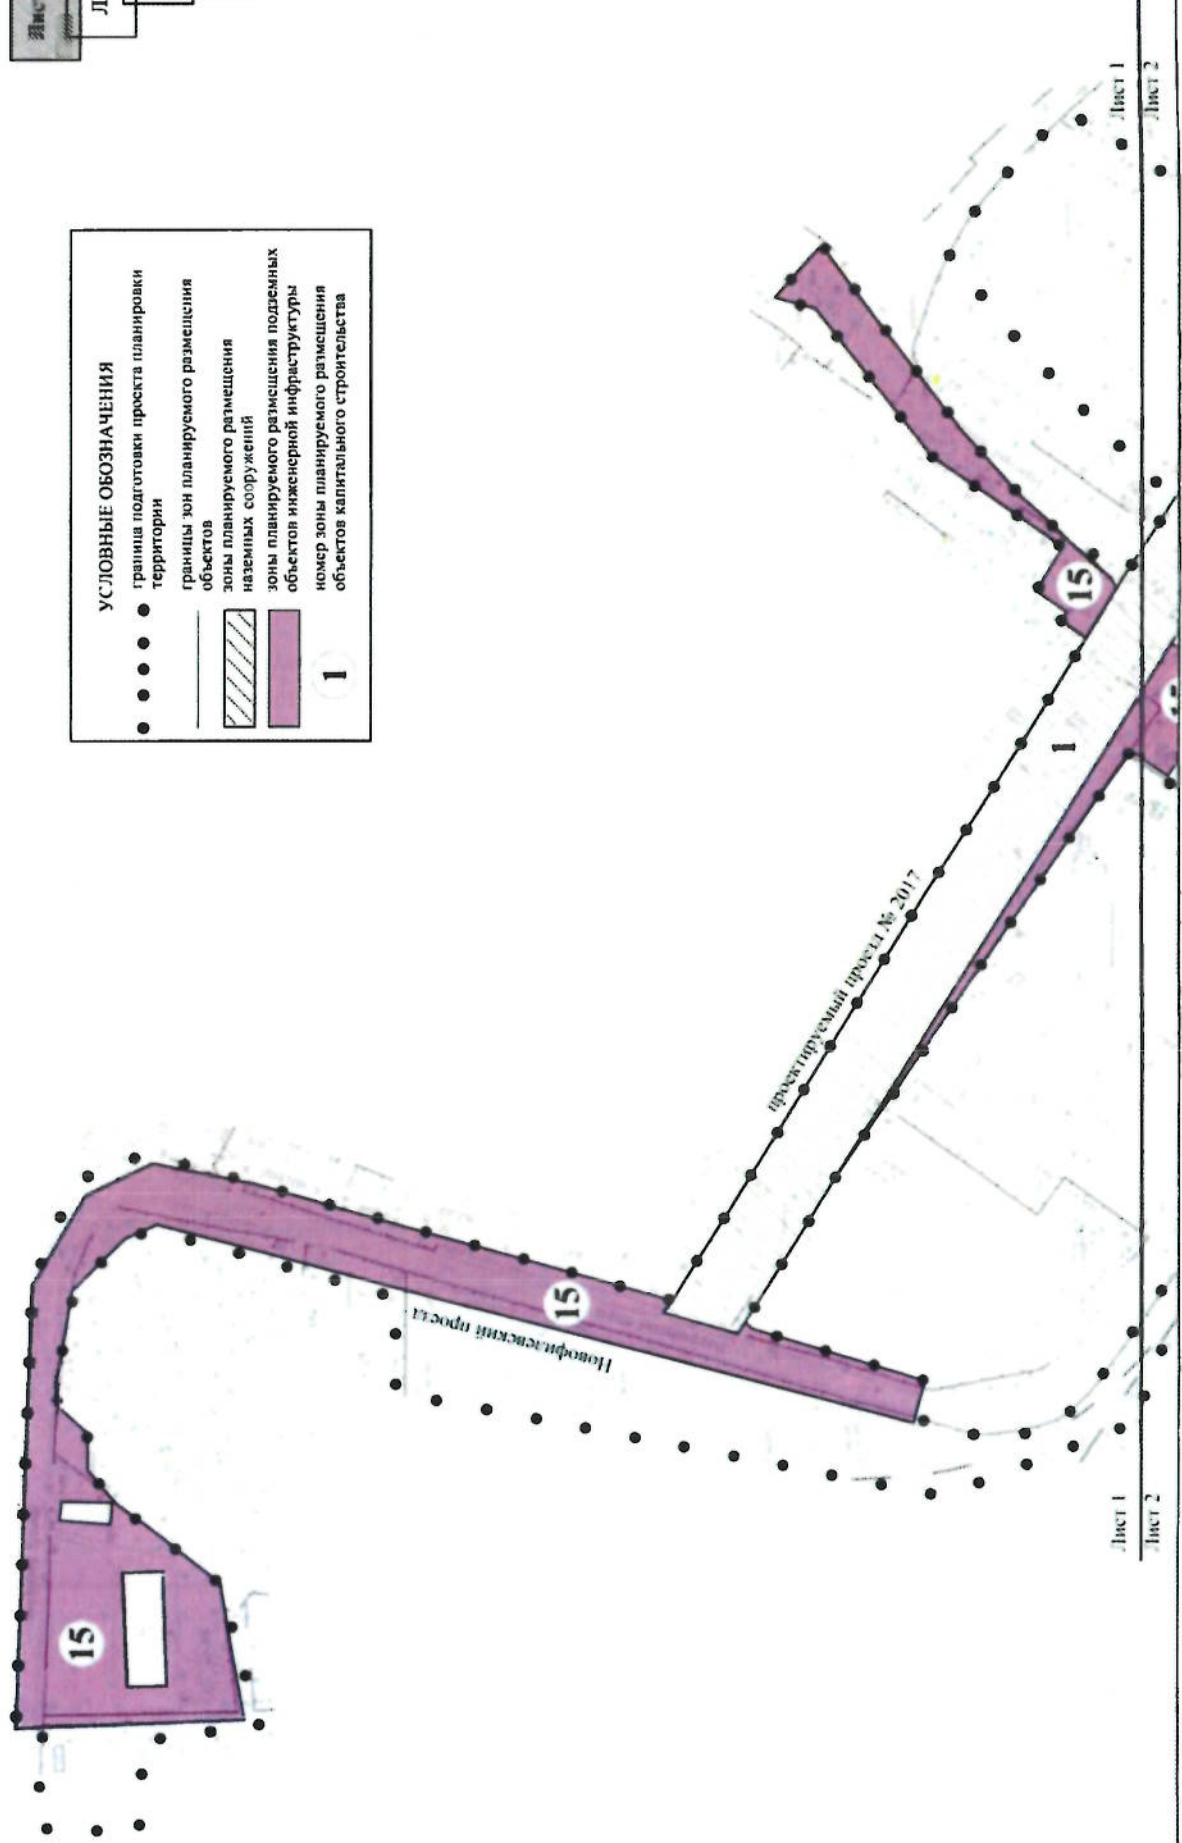 Лис
Л
УСЛОВНЫЕ ОБОЗНАЧЕНИЯ
граница подготовки проекта планировки
территории
границы зон планируемого размещения
объектов
зоны планируемого размещения
наземных сооружений
зоны планируемого размещения подземных
объектов инженерной инфраструктуры
1
номер зоны планируемого размещения
объектов капитального строительства
15
15
15
1
проектируемый проезд № 2017
Новофилевский проезд
Лист 1
Лист 2
Лист 1
Лист 2